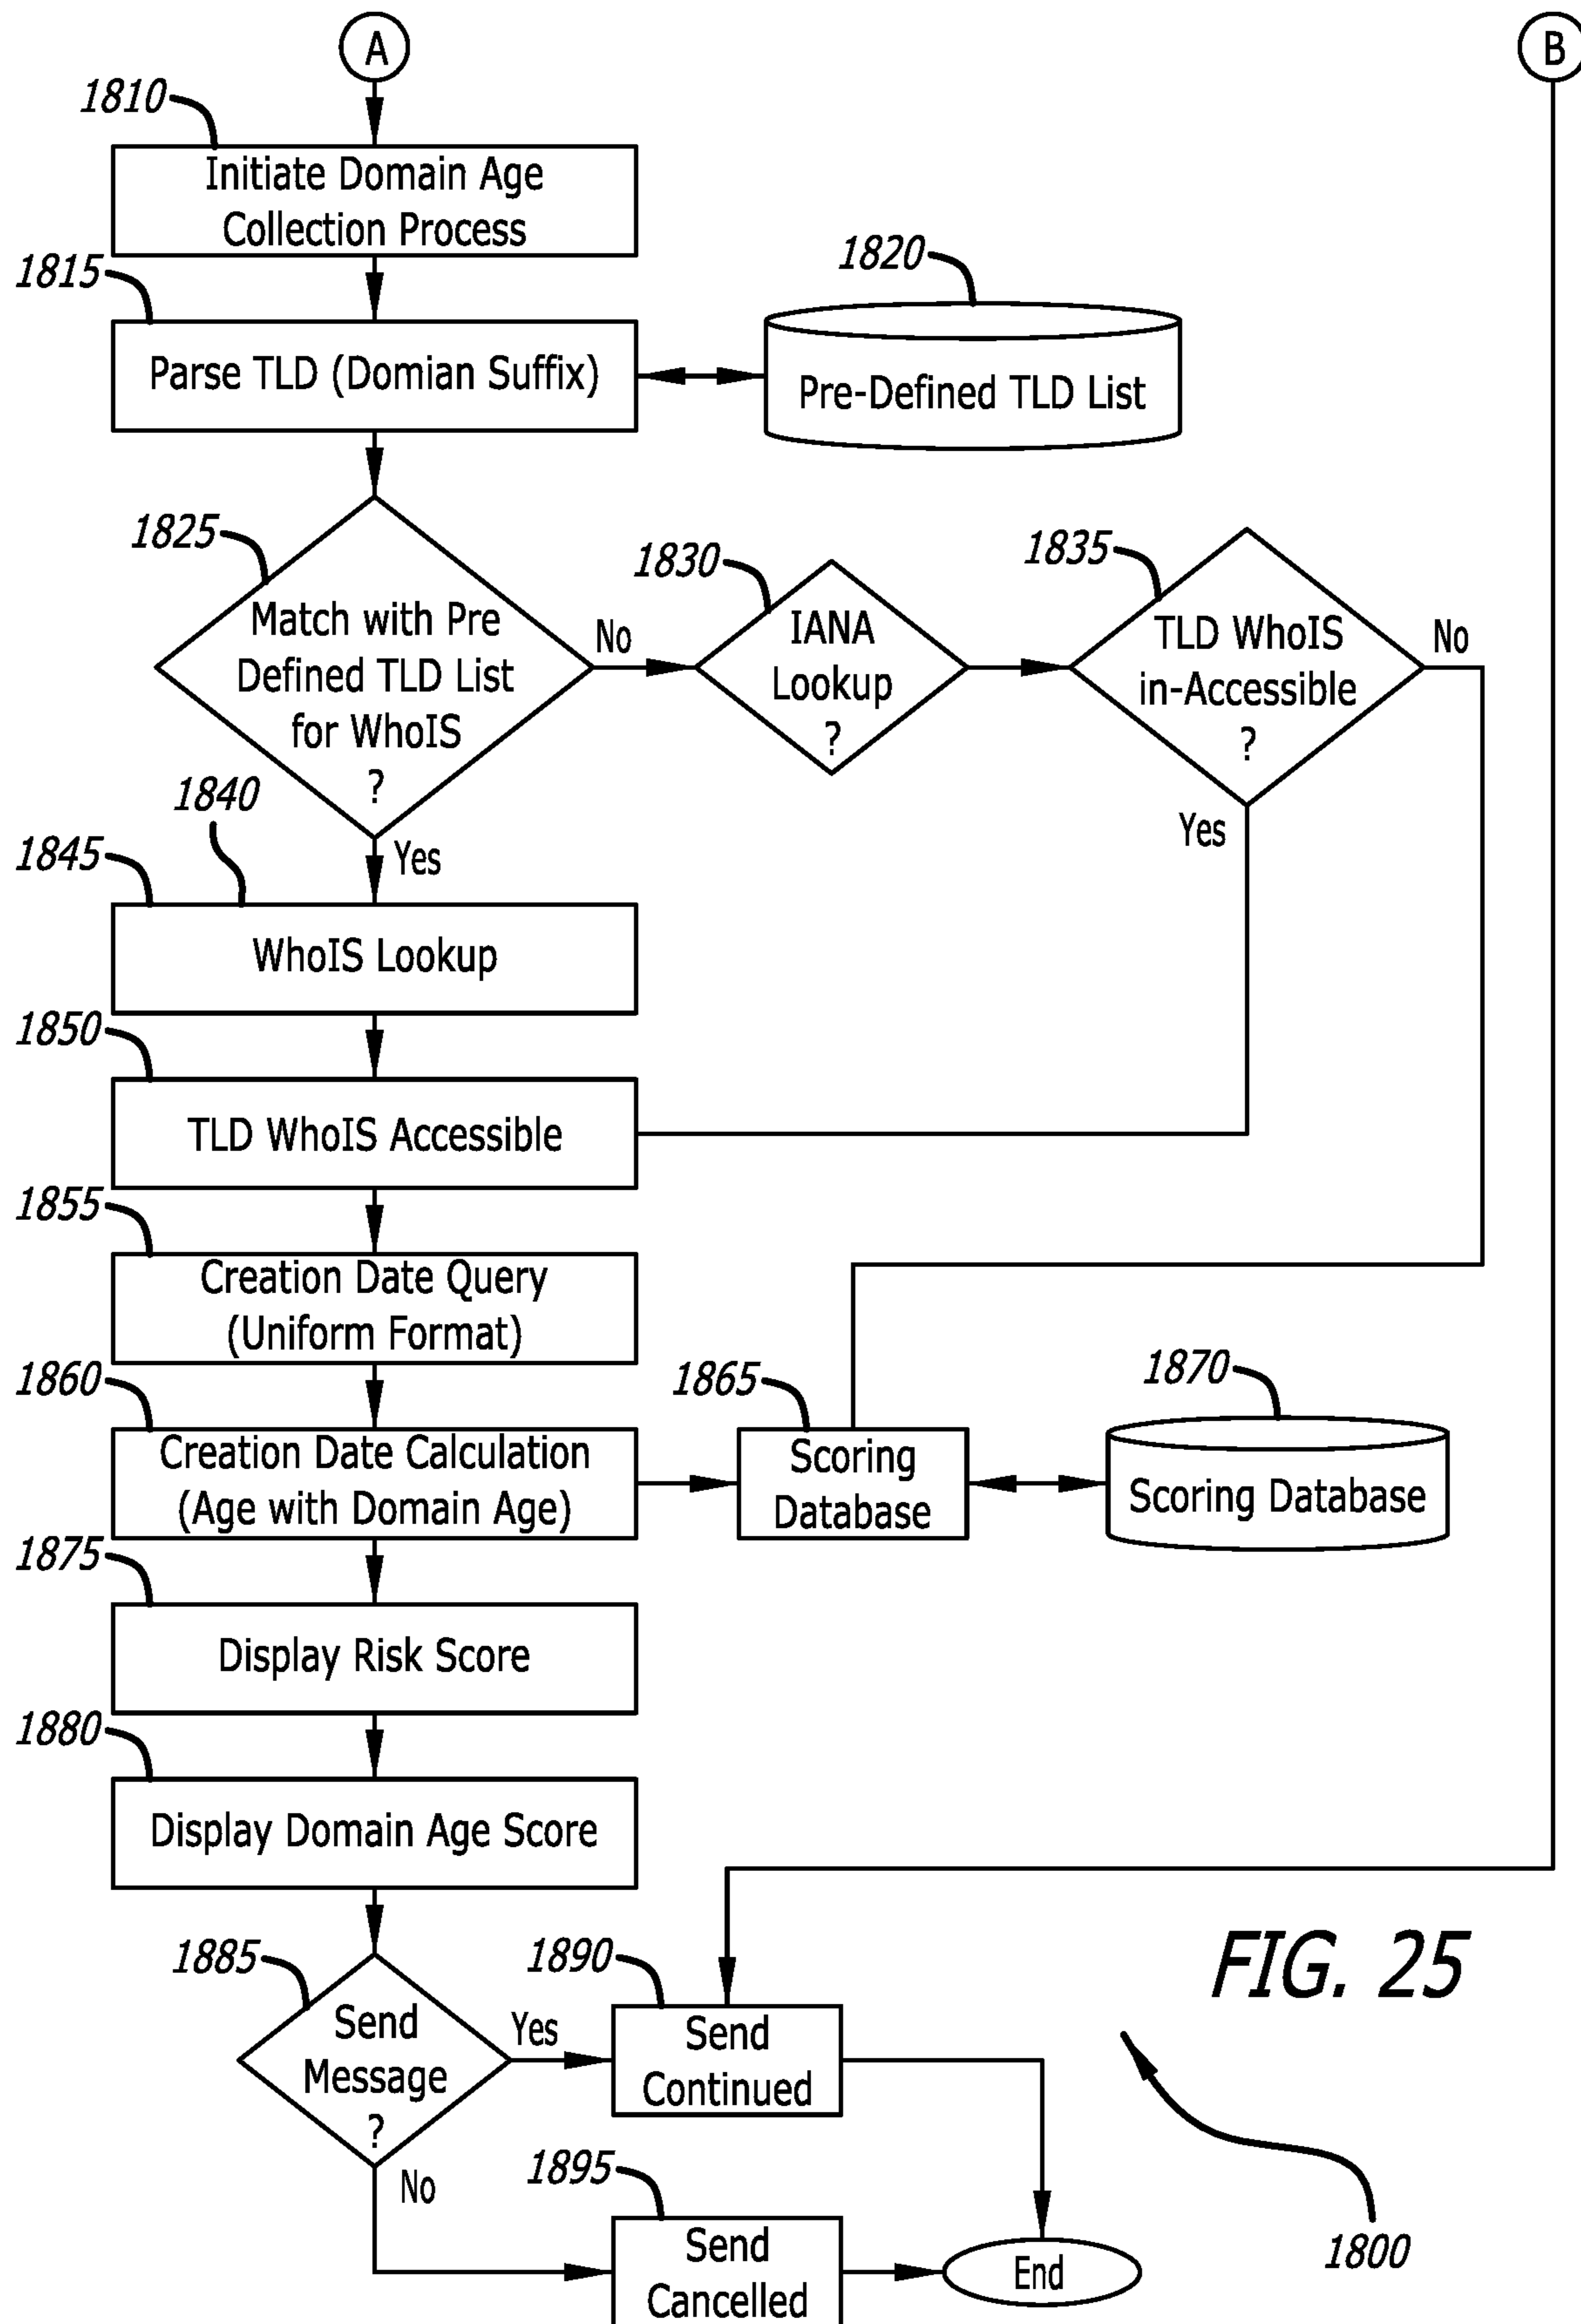 A
B
1810
Initiate Domain Age
Collection Process
1815
Parse TLD (Domian Suffix)
1820
Pre-Defined TLD List
1825
Match with Pre
Defined TLD List
for WhoIS
?
No
1830
IANA
Lookup
?
1835
TLD WhoIS
in-Accessible
?
No
Yes
Yes
1840
1845
WhoIS Lookup
1850
TLD WhoIS Accessible
1855
Creation Date Query
(Uniform Format)
1860
Creation Date Calculation
(Age with Domain Age)
1865
Scoring
Database
1870
Scoring Database
1875
Display Risk Score
1880
Display Domain Age Score
1885
Send
Message
?
Yes
No
1890
Send
Continued
1895
Send
Cancelled
End
FIG. 25
1800